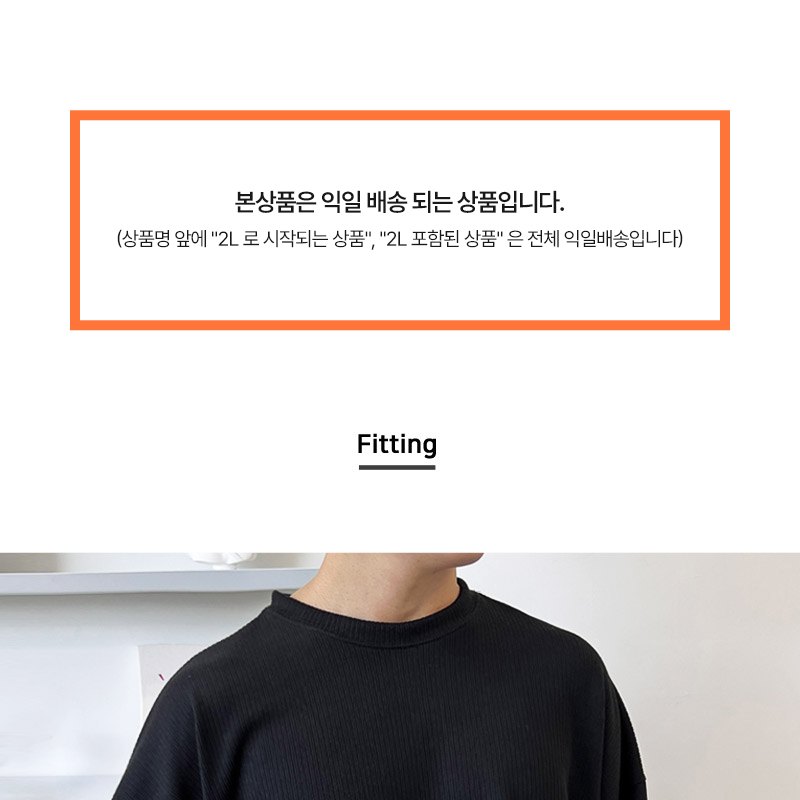 본상품은 익일 배송 되는 상품입니다.
(상품명 앞에 "2L 로 시작되는 상품", "2L 포함된 상품" 은 전체 익일배송입니다)
Fitting